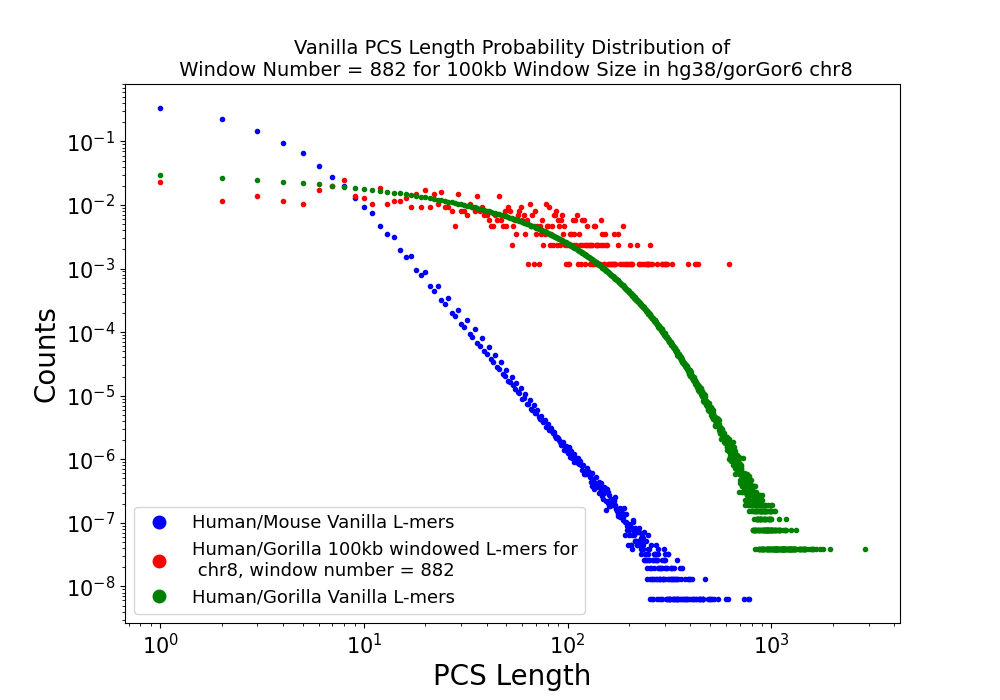 Vanilla PCS Length Probability Distribution of
Window Number = 882 for 100kb Window Size in hg38/gorGor6 chr8
Counts
10^-1
10^-2
10^-3
10^-4
10^-5
10^-6
10^-7
10^-8
Human/Mouse Vanilla L-mers
Human/Gorilla 100kb windowed L-mers for
chr8, window number = 882
Human/Gorilla Vanilla L-mers
10^0 10^1 10^2 10^3
PCS Length